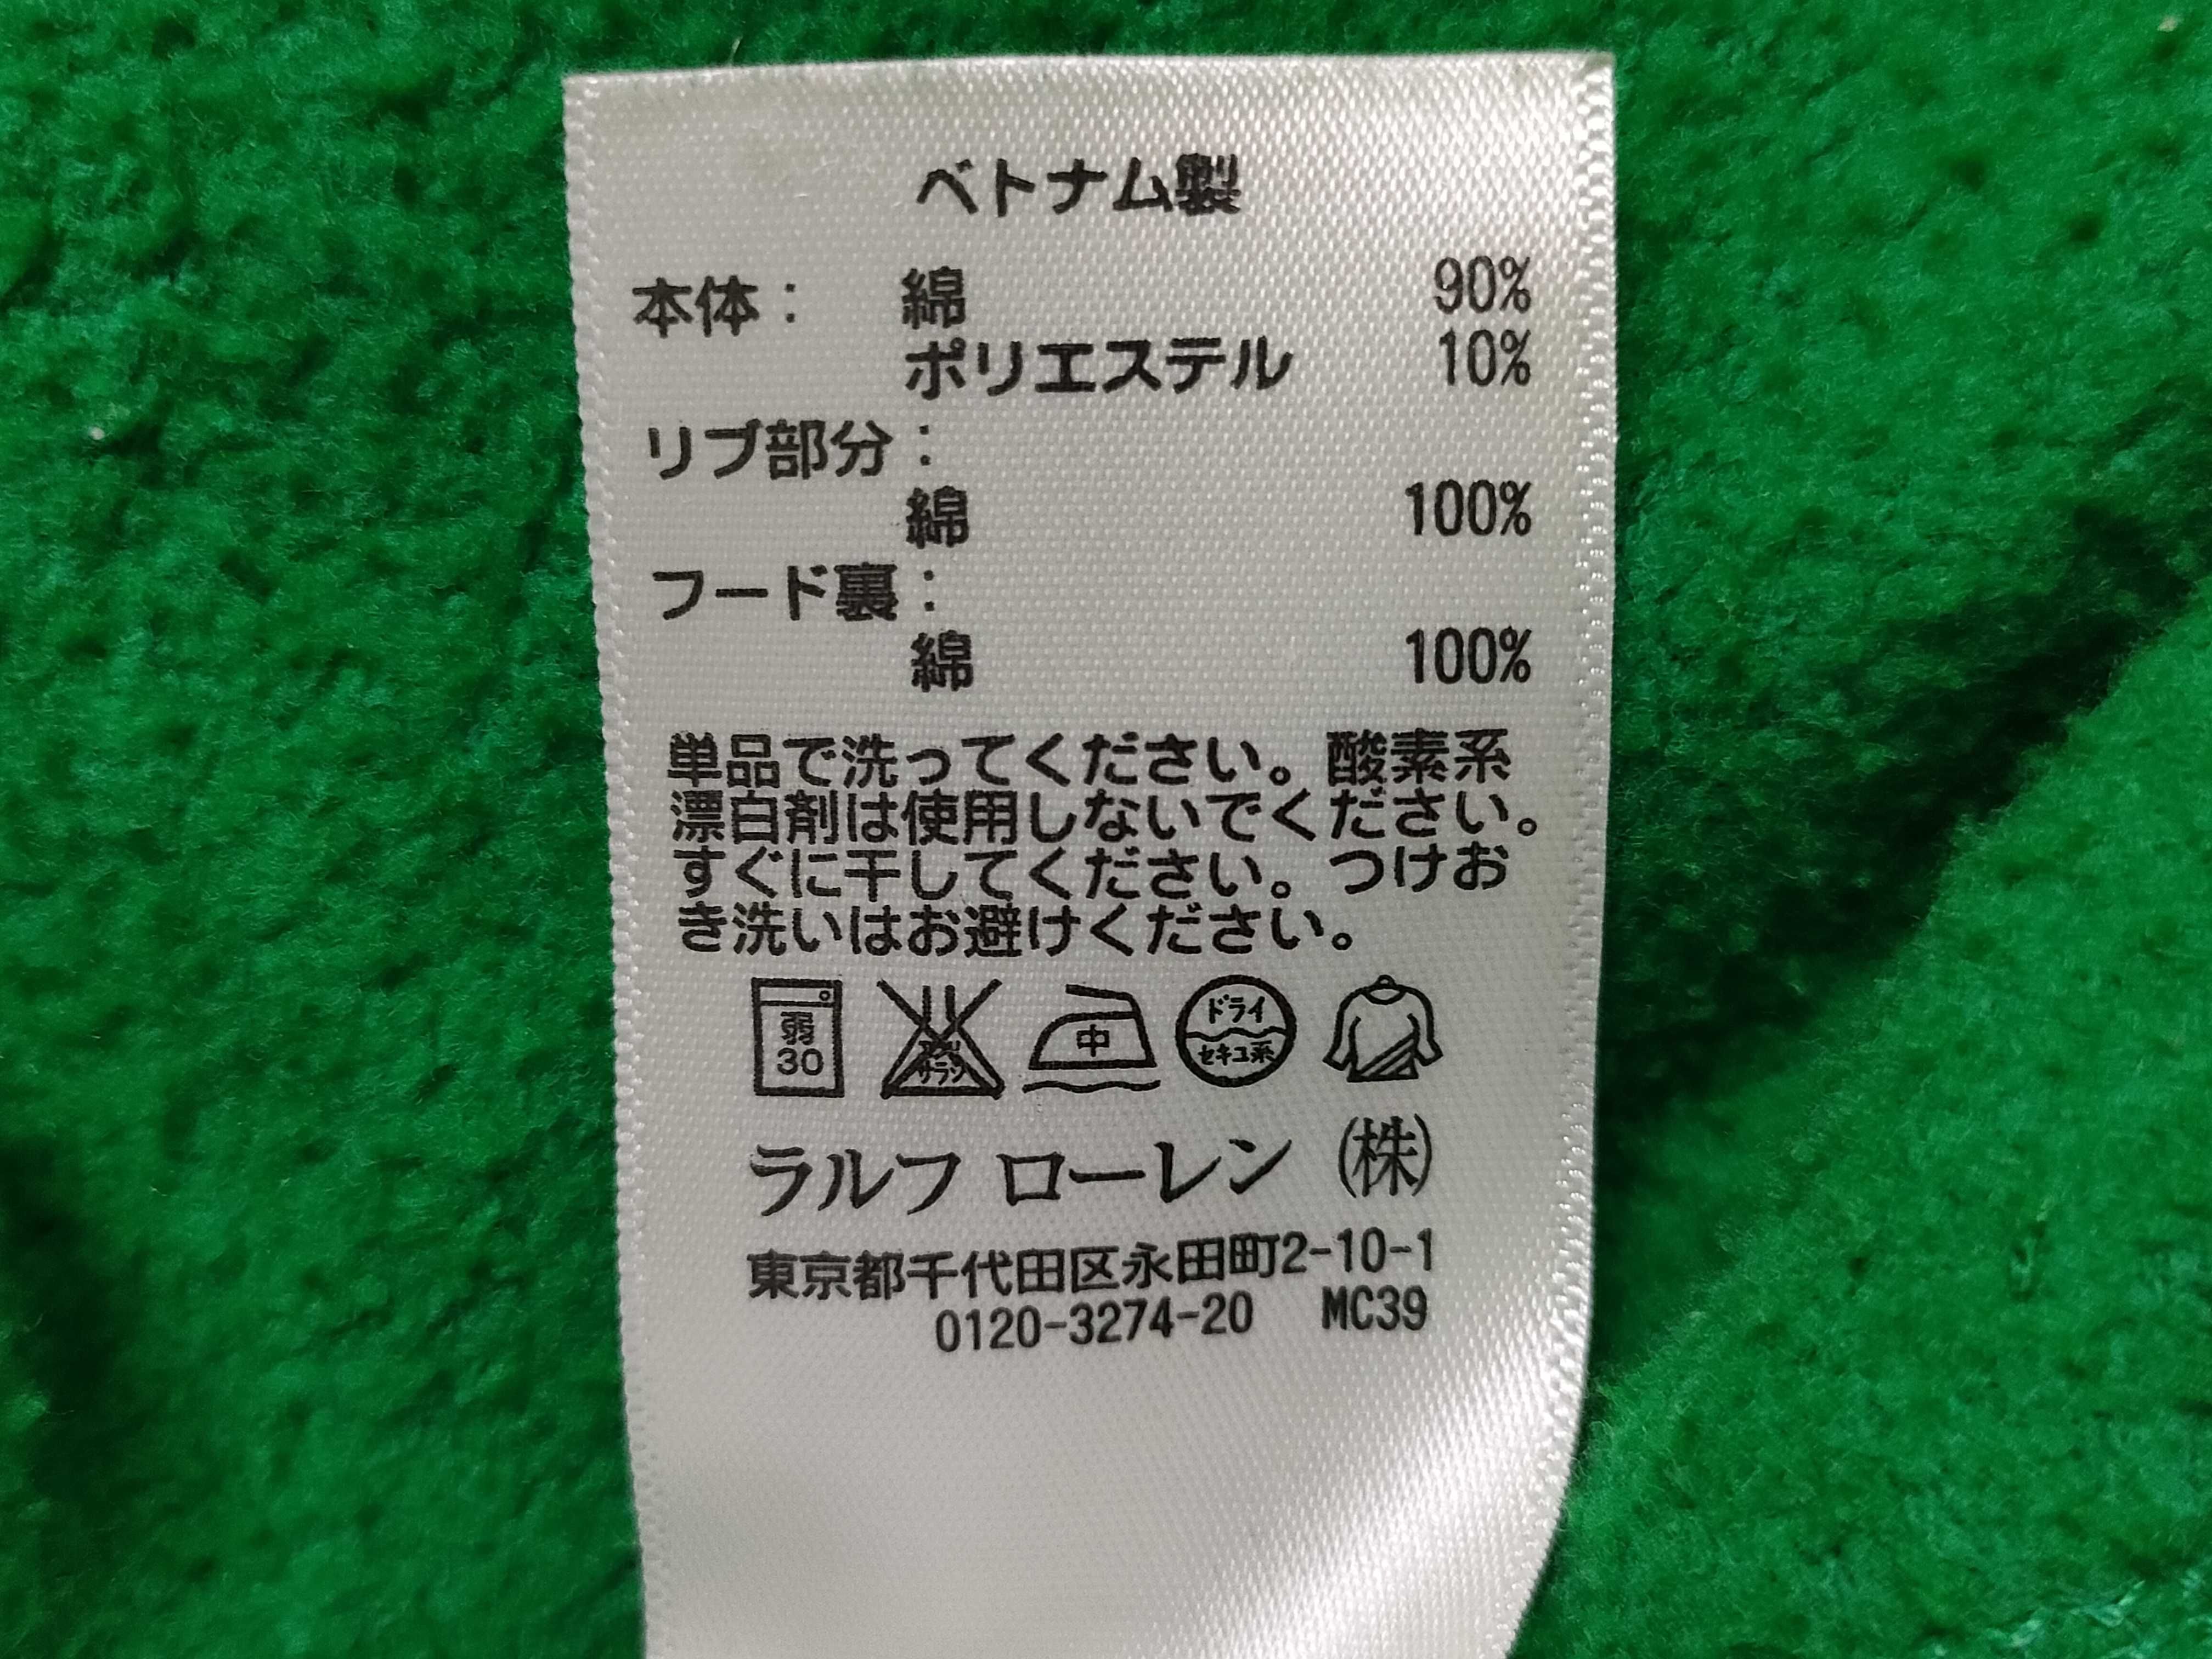 ベトナム製
本体： 綿 90%
ポリエステル 10%
リブ部分：
綿 100%
フード裏：
綿 100%
単品で洗ってください。酸素系
漂白剤は使用しないでください。
すぐに干してください。つけお
き洗いはお避けください。
弱 30 エンソ サラシ 中 ドライ セキユ系
ラルフ ローレン ㈱
東京都千代田区永田町2-10-1
0120-3274-20 MC39